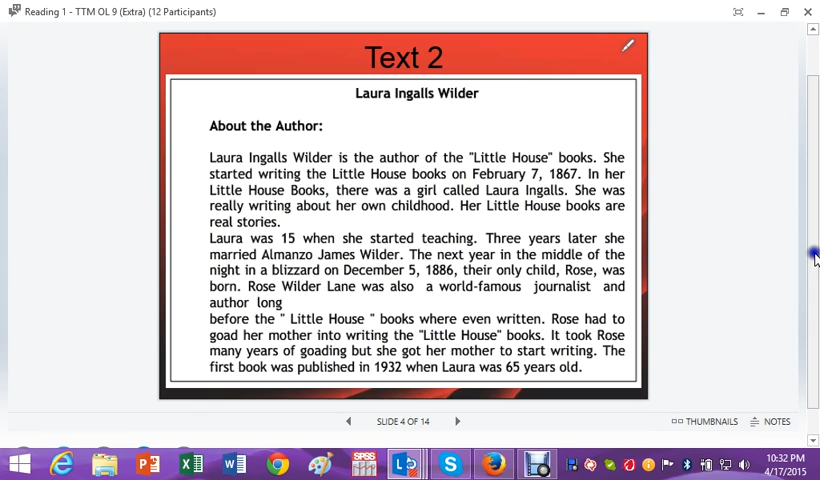 Reading 1 - TTM OL 9 (Extra) (12 Participants)
Text 2
Laura Ingalls Wilder
About the Author:
Laura Ingalls Wilder is the author of the "Little House" books. She
started writing the Little House books on February 7, 1867. In her
Little House Books, there was a girl called Laura Ingalls. She was
really writing about her own childhood. Her Little House books are
real stories.
Laura was 15 when she started teaching. Three years later she
married Almanzo James Wilder. The next year in the middle of the
night in a blizzard on December 5, 1886, their only child, Rose, was
born. Rose Wilder Lane was also a world-famous journalist and
author long
before the " Little House " books where even written. Rose had to
goad her mother into writing the "Little House" books. It took Rose
many years of goading but she got her mother to start writing. The
first book was published in 1932 when Laura was 65 years old.
SLIDE 4 OF 14
THUMBNAILS
NOTES
SPSS
10:32 PM
4/17/2015